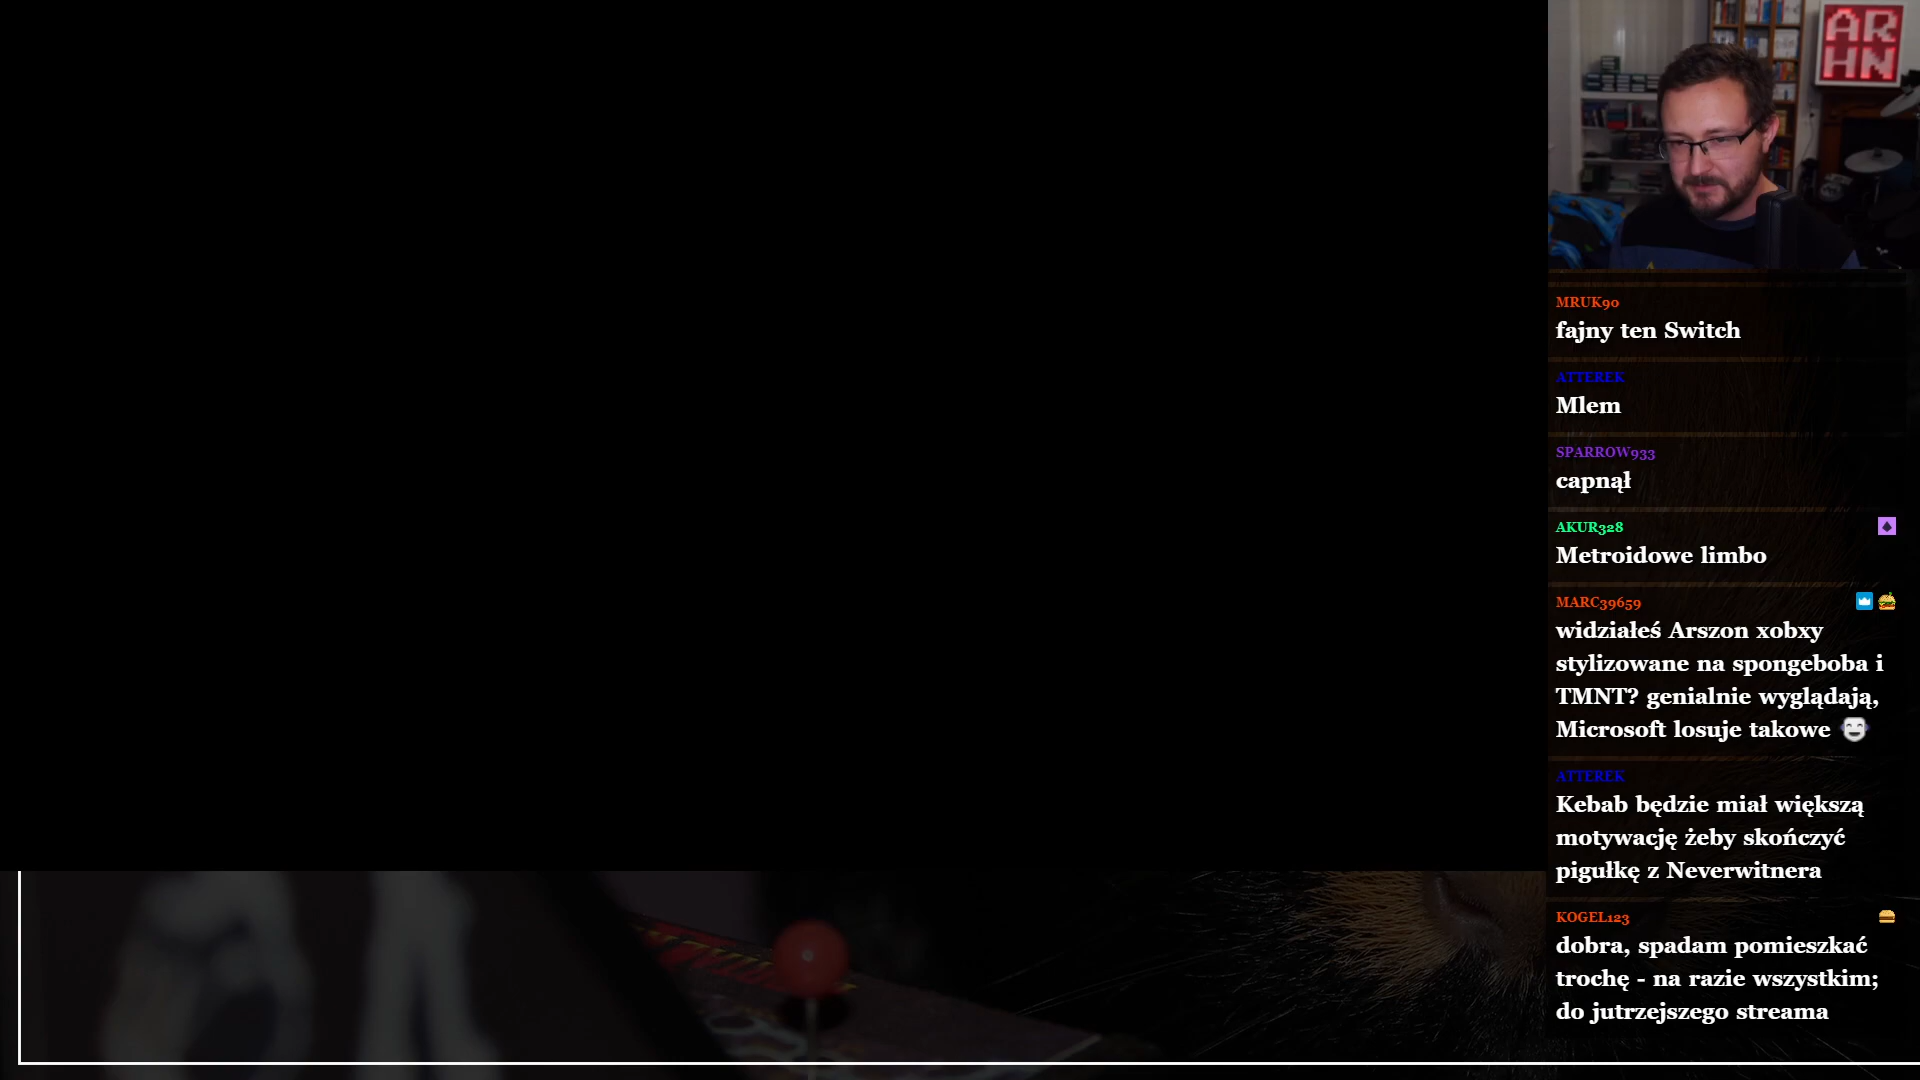 AR
HN
MRUK90
fajny ten Switch
ATTEREK
Mlem
SPARROW933
capnął
AKUR328
Metroidowe limbo
MARC39659
widziałeś Arszon xobxy
stylizowane na spongeboba i
TMNT? genialnie wyglądają,
Microsoft losuje takowe
ATTEREK
Kebab będzie miał większą
motywację żeby skończyć
pigułkę z Neverwitnera
KOGEL123
dobra, spadam pomieszkać
trochę - na razie wszystkim;
do jutrzejszego streama